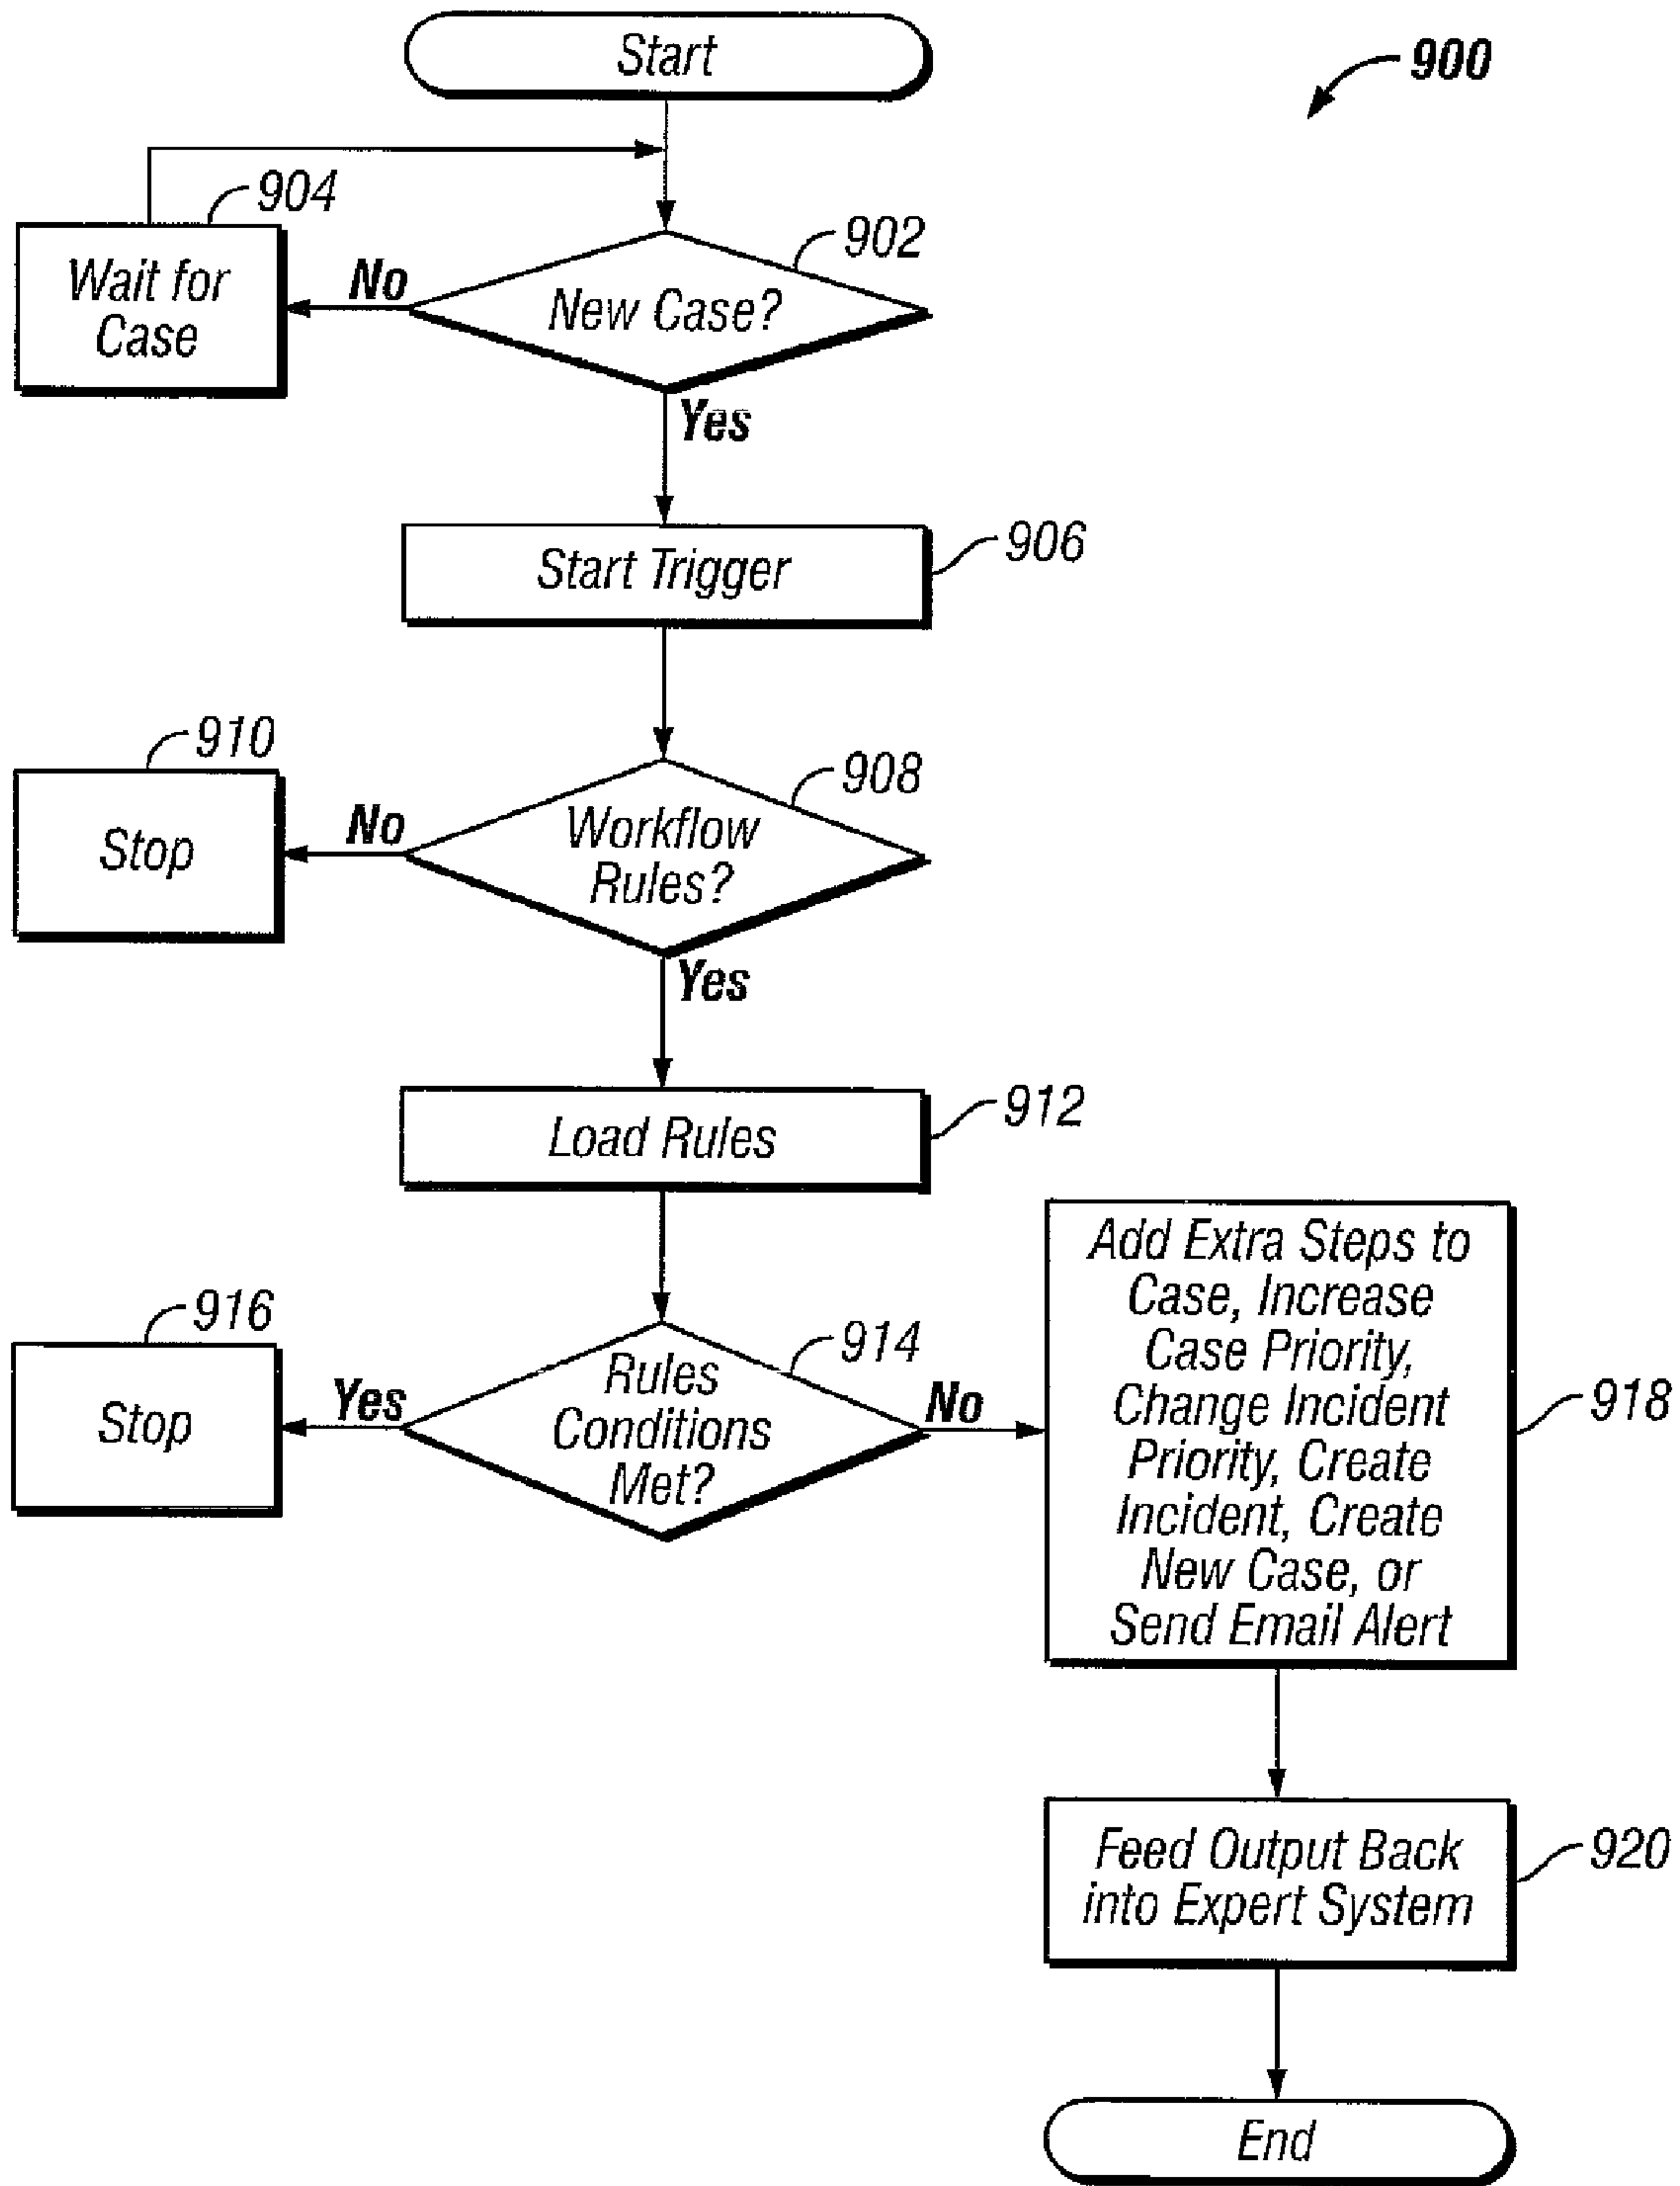 Start
900
904
902
Wait for
Case
No
New Case?
Yes
Start Trigger
906
910
908
Stop
No
Workflow
Rules?
Yes
Load Rules
912
916
914
Stop
Yes
Rules
Conditions
Met?
No
Add Extra Steps to
Case, Increase
Case Priority,
Change Incident
Priority, Create
Incident, Create
New Case, or
Send Email Alert
918
Feed Output Back
into Expert System
920
End